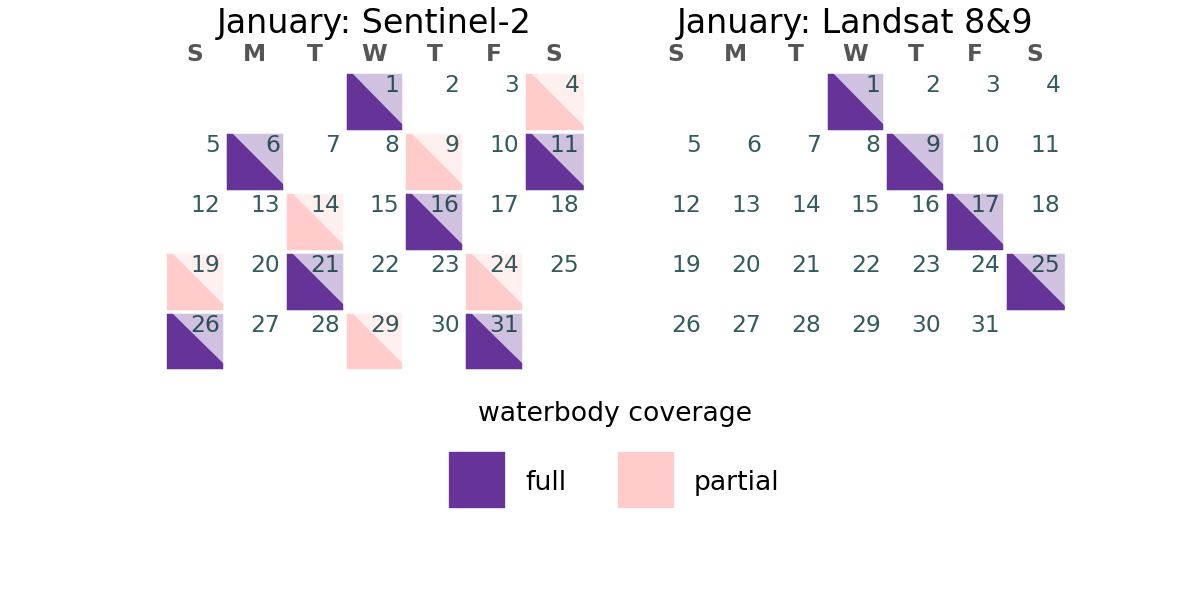 January: Sentinel-2
S M T W T F S
1 2 3 4
5 6 7 8 9 10 11
12 13 14 15 16 17 18
19 20 21 22 23 24 25
26 27 28 29 30 31
January: Landsat 8&9
S M T W T F S
1 2 3 4
5 6 7 8 9 10 11
12 13 14 15 16 17 18
19 20 21 22 23 24 25
26 27 28 29 30 31
waterbody coverage
full partial